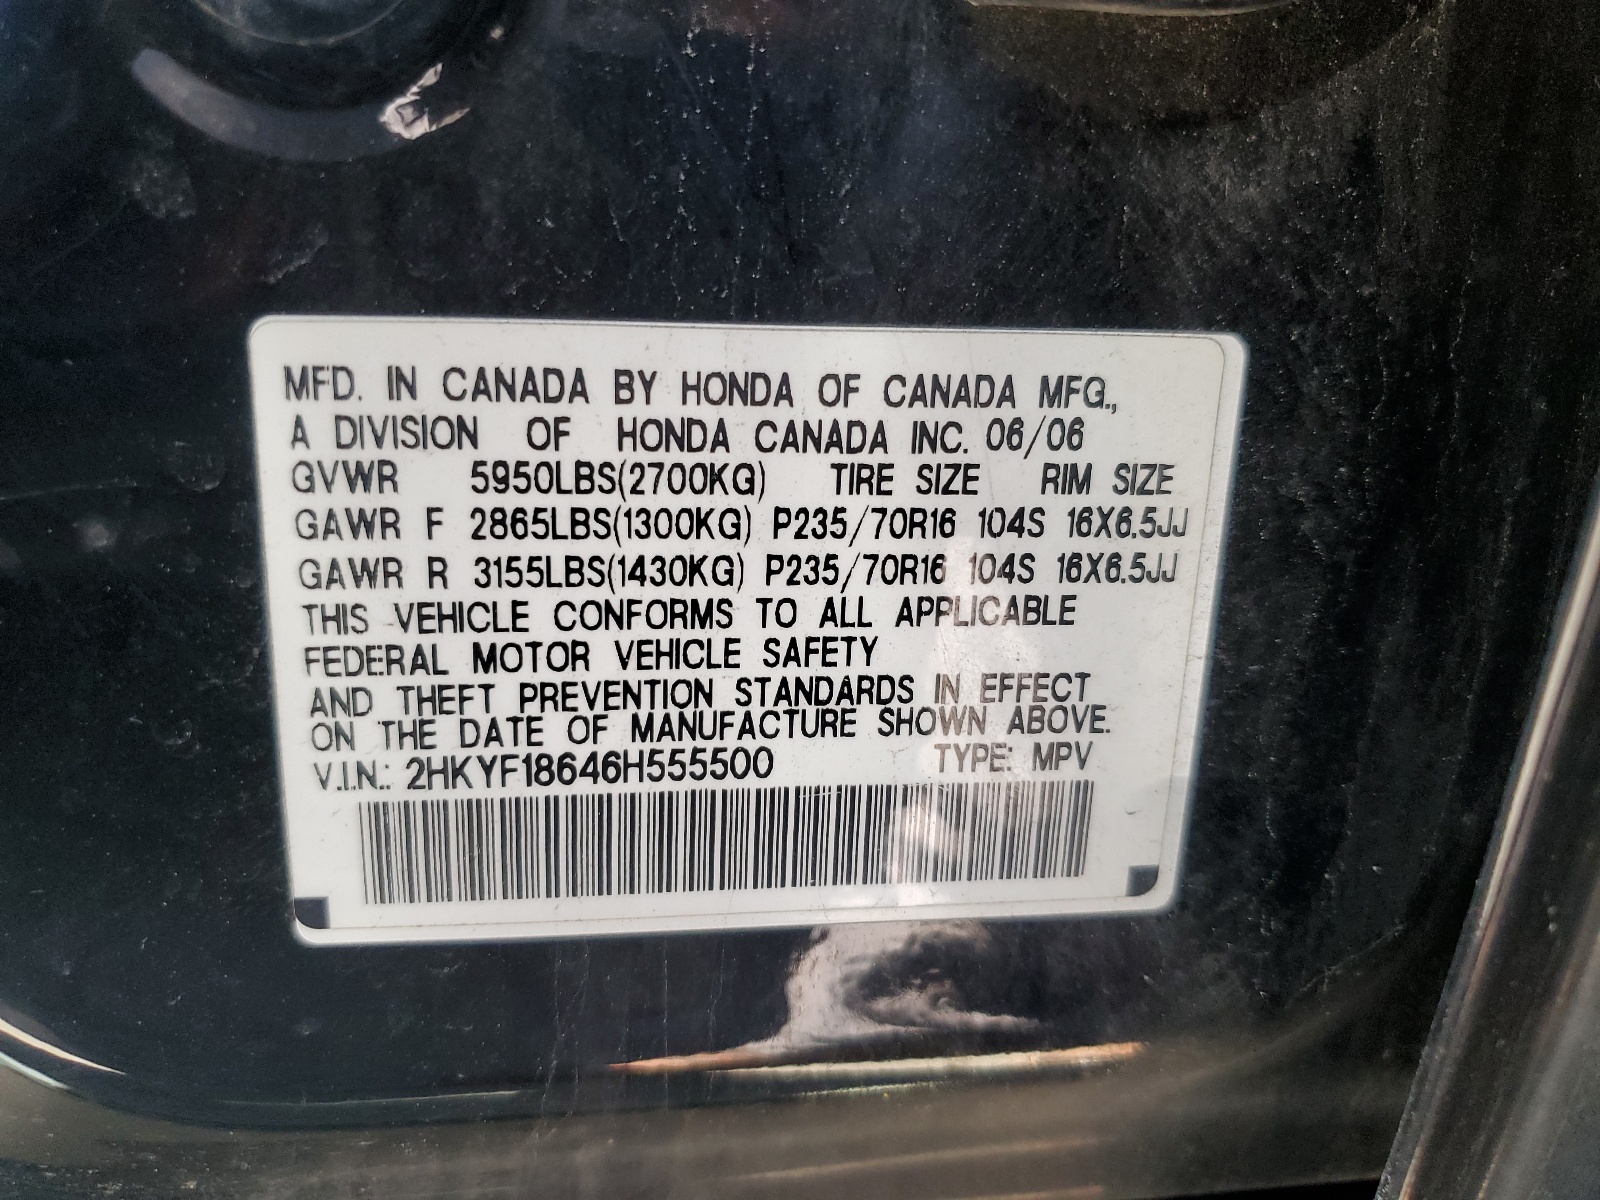 MFD. IN CANADA BY HONDA OF CANADA MFG.,
A DIVISION OF HONDA CANADA INC. 06/06
GVWR 5950LBS(2700KG) TIRE SIZE RIM SIZE
GAWR F 2865LBS(1300KG) P235/70R16 104S 16X6.5JJ
GAWR R 3155LBS(1430KG) P235/70R16 104S 16X6.5JJ
THIS VEHICLE CONFORMS TO ALL APPLICABLE
FEDERAL MOTOR VEHICLE SAFETY
AND THEFT PREVENTION STANDARDS IN EFFECT
ON THE DATE OF MANUFACTURE SHOWN ABOVE.
V.I.N.: 2HKYF18646H555500 TYPE: MPV